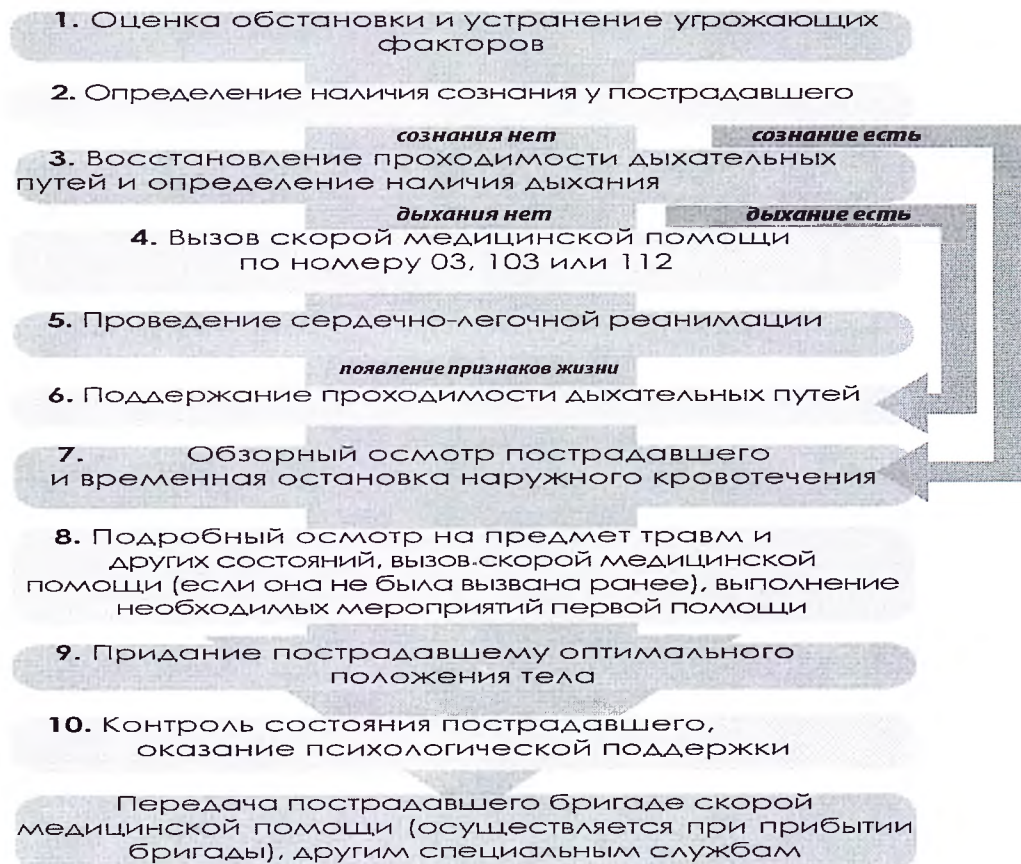 1. Оценка обстановки и устранение угрожающих
факторов
2. Определение наличия сознания у пострадавшего
сознания нет
сознание есть
3. Восстановление проходимости дыхательных
путей и определение наличия дыхания
дыхания нет
дыхание есть
4. Вызов скорой медицинской помощи
по номеру 03, 103 или 112
5. Проведение сердечно-легочной реанимации
появление признаков жизни
6. Поддержание проходимости дыхательных путей
7. Обзорный осмотр пострадавшего
и временная остановка наружного кровотечения
8. Подробный осмотр на предмет травм и
других состояний, вызов скорой медицинской
помощи (если она не была вызвана ранее), выполнение
необходимых мероприятий первой помощи
9. Придание пострадавшему оптимального
положения тела
10. Контроль состояния пострадавшего,
оказание психологической поддержки
Передача пострадавшего бригаде скорой
медицинской помощи (осуществляется при прибытии
бригады), другим специальным службам